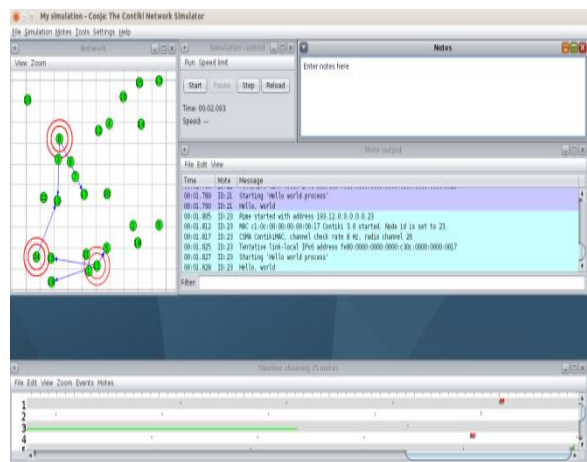 My simulation - Cooja: The Contiki Network Simulator
File Simulation Motes Tools Settings Help
Network
View Zoom
Simulation control
Run Speed limit
Start Pause Step Reload
Time: 00:02.093
Speed: ---
Notes
Enter notes here
Mote output
File Edit View
Time Mote Message
00:01.789 ID:21 Starting 'Hello world process'
00:01.790 ID:21 Hello, world
00:01.805 ID:23 Rime started with address 193.12.0.0.0.0.0.23
00:01.812 ID:23 MAC c1:0c:00:00:00:00:00:17 Contiki 3.0 started. Node id is set to 23.
00:01.817 ID:23 CSMA ContikiMAC, channel check rate 8 Hz, radio channel 26
00:01.825 ID:23 Tentative link-local IPv6 address fe80:0000:0000:0000:c30c:0000:0000:0017
00:01.827 ID:23 Starting 'Hello world process'
00:01.828 ID:23 Hello, world
Filter:
Timeline showing 25 motes
File Edit View Zoom Events Motes
1
2
3
4
5